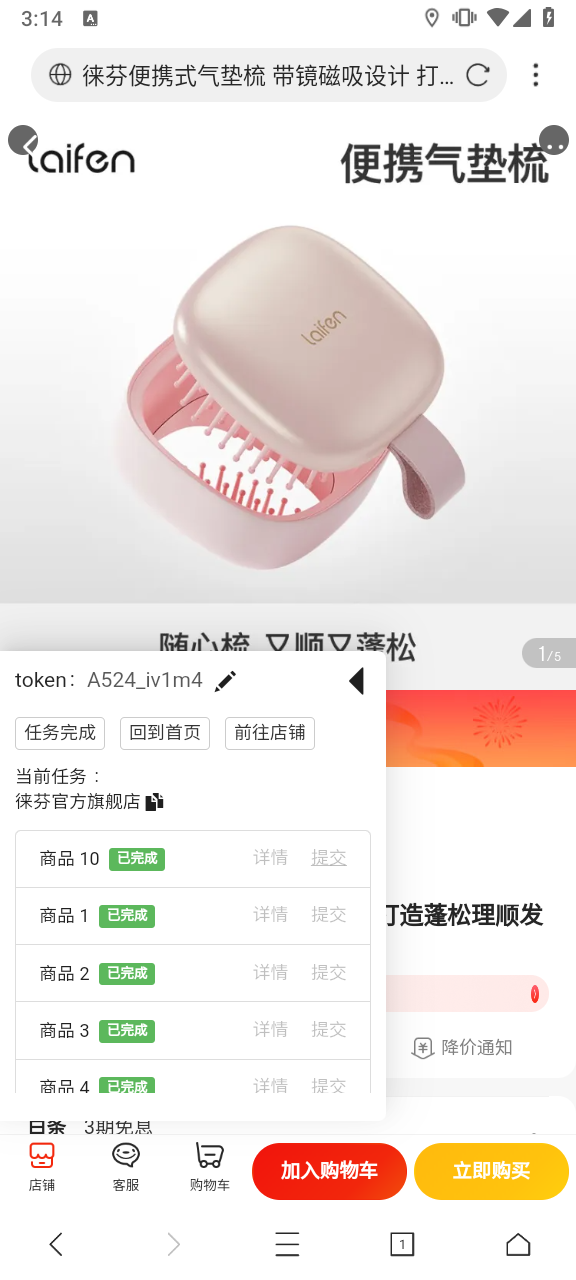 3:14
A
徕芬便携式气垫梳 带镜磁吸设计 打...
laifen
便携气垫梳
laifen
随心梳 又顺又蓬松
1/5
token: A524_iv1m4
任务完成
回到首页
前往店铺
当前任务：
徕芬官方旗舰店
商品 10 已完成 详情 提交
商品 1 已完成 详情 提交
商品 2 已完成 详情 提交
商品 3 已完成 详情 提交
商品 4 已完成 详情 提交
打造蓬松理顺发
降价通知
白条 3期免息
店铺
客服
购物车
加入购物车
立即购买
1